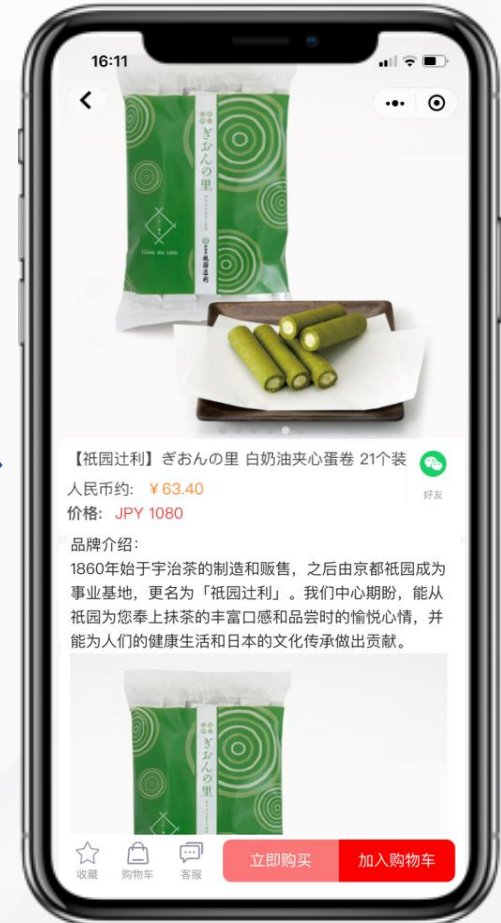 16:11
ぎおんの里
Gion no sato
祇園辻利
【祇园辻利】ぎおんの里 白奶油夹心蛋卷 21个装
好友
人民币约: ￥63.40
价格: JPY 1080
品牌介绍：
1860年始于宇治茶的制造和贩售，之后由京都祇园成为
事业基地，更名为「祇园辻利」。我们中心期盼，能从
祇园为您奉上抹茶的丰富口感和品尝时的愉悦心情，并
能为人们的健康生活和日本的文化传承做出贡献。
ぎおんの里
收藏
购物车
客服
立即购买
加入购物车